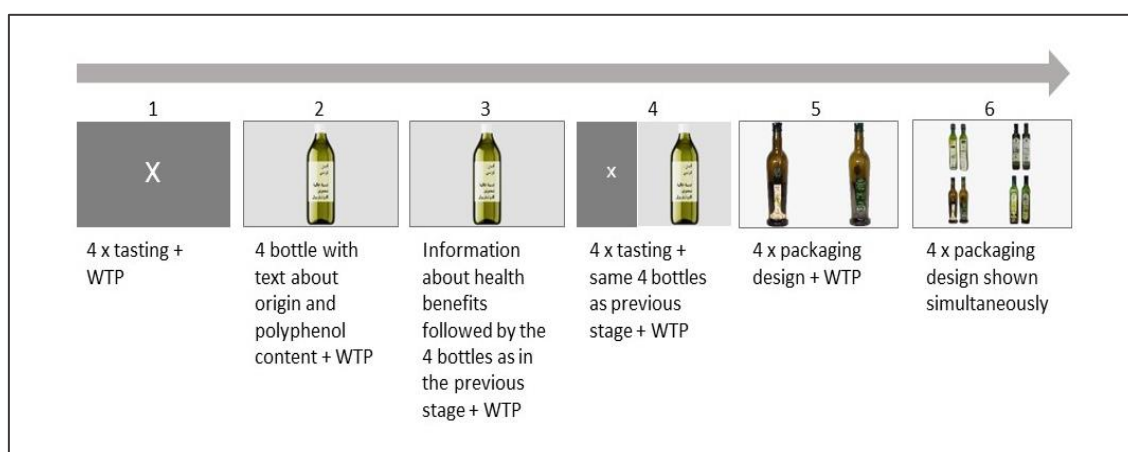 1
2
3
4
5
6
X
x
4 x tasting +
WTP
4 bottle with
text about
origin and
polyphenol
content + WTP
Information
about health
benefits
followed by the
4 bottles as in
the previous
stage + WTP
4 x tasting +
same 4 bottles
as previous
stage + WTP
4 x packaging
design + WTP
4 x packaging
design shown
simultaneously